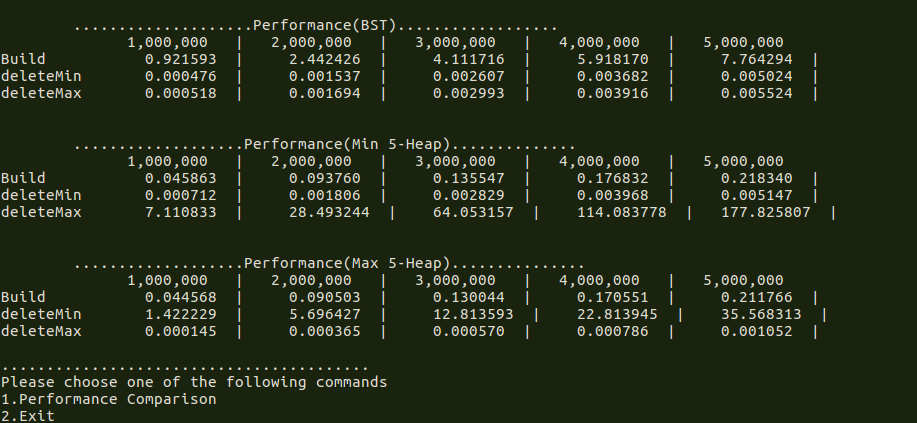 ...................Performance(BST)..................
1,000,000 | 2,000,000 | 3,000,000 | 4,000,000 | 5,000,000
Build 0.921593 | 2.442426 | 4.111716 | 5.918170 | 7.764294 |
deleteMin 0.000476 | 0.001537 | 0.002607 | 0.003682 | 0.005024 |
deleteMax 0.000518 | 0.001694 | 0.002993 | 0.003916 | 0.005524 |
...................Performance(Min 5-Heap)..............
1,000,000 | 2,000,000 | 3,000,000 | 4,000,000 | 5,000,000
Build 0.045863 | 0.093760 | 0.135547 | 0.176832 | 0.218340 |
deleteMin 0.000712 | 0.001806 | 0.002829 | 0.003968 | 0.005147 |
deleteMax 7.110833 | 28.493244 | 64.053157 | 114.083778 | 177.825807 |
...................Performance(Max 5-Heap)...............
1,000,000 | 2,000,000 | 3,000,000 | 4,000,000 | 5,000,000
Build 0.044568 | 0.090503 | 0.130044 | 0.170551 | 0.211766 |
deleteMin 1.422229 | 5.696427 | 12.813593 | 22.813945 | 35.568313 |
deleteMax 0.000145 | 0.000365 | 0.000570 | 0.000786 | 0.001052 |
.........................................
Please choose one of the following commands
1.Performance Comparison
2.Exit